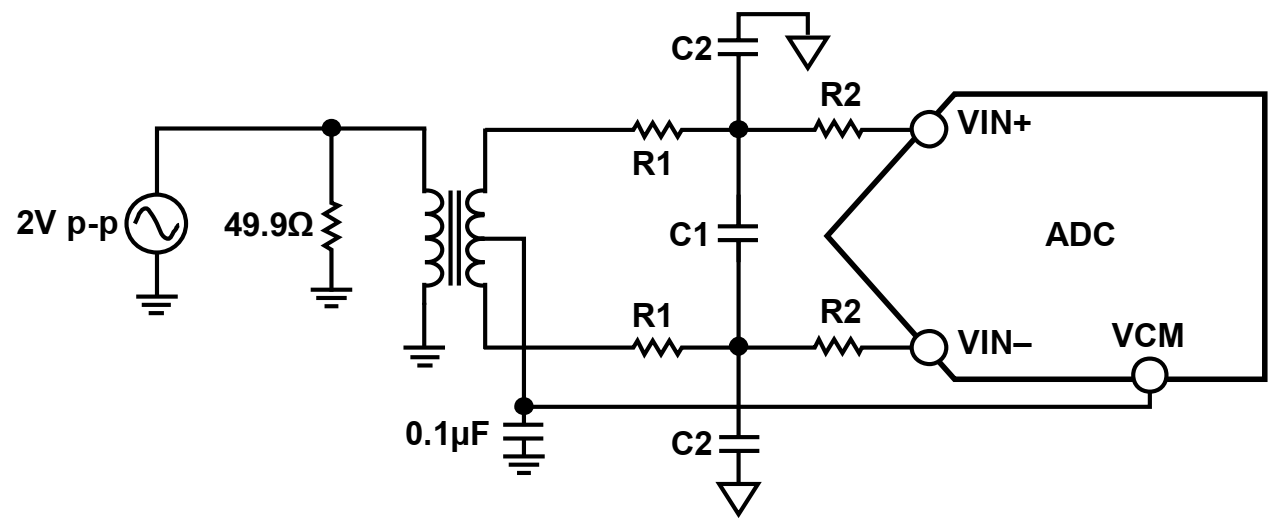 C2
R2
VIN+
R1
2V p-p
49.9Ω
C1
ADC
R1
R2
VIN–
VCM
0.1µF
C2